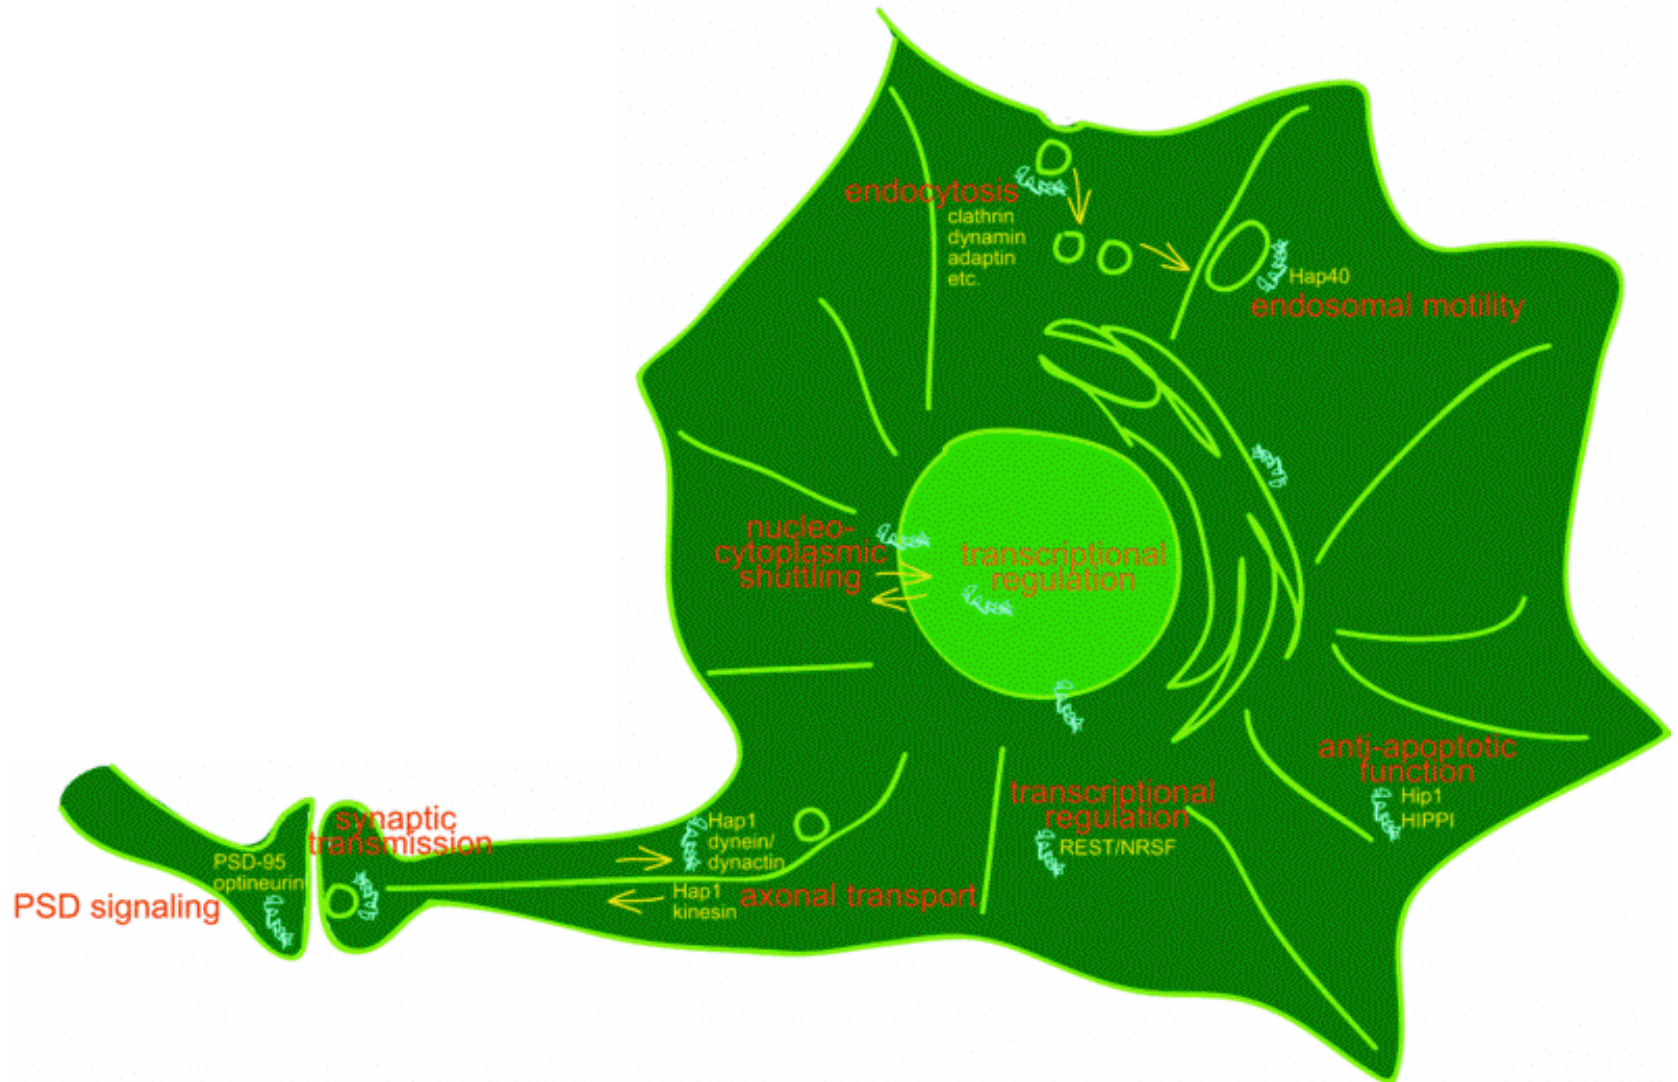 endocytosis
clathrin
dynamin
adaptin
etc.
Hap40
endosomal motility
nucleo-
cytoplasmic
shuttling
transcriptional
regulation
anti-apoptotic
function
Hip1
HIPPI
transcriptional
regulation
REST/NRSF
synaptic
transmission
Hap1
dynein/
dynactin
Hap1
kinesin
axonal transport
PSD-95
optineurin
PSD signaling